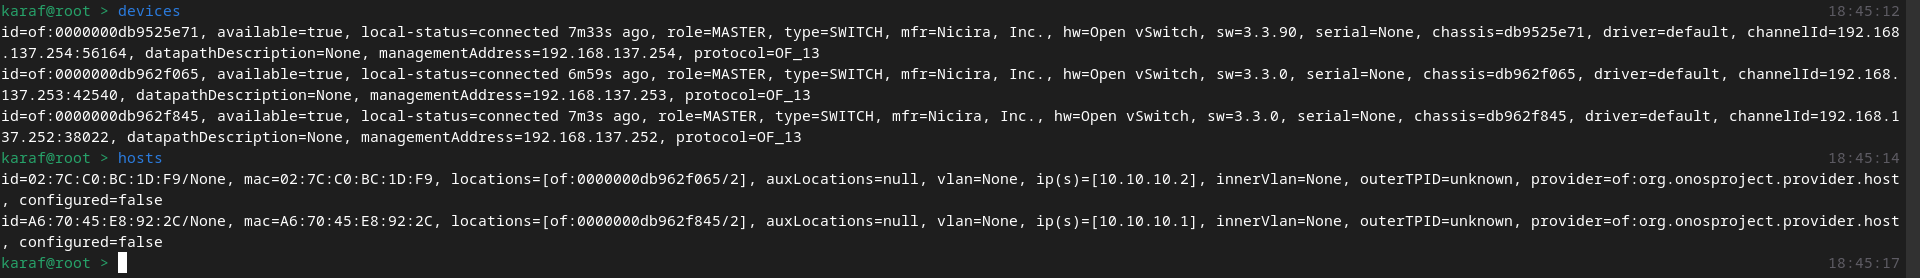 karaf@root > devices 18:45:12
id=of:0000000db9525e71, available=true, local-status=connected 7m33s ago, role=MASTER, type=SWITCH, mfr=Nicira, Inc., hw=Open vSwitch, sw=3.3.90, serial=None, chassis=db9525e71, driver=default, channelId=192.168
.137.254:56164, datapathDescription=None, managementAddress=192.168.137.254, protocol=OF_13
id=of:0000000db962f065, available=true, local-status=connected 6m59s ago, role=MASTER, type=SWITCH, mfr=Nicira, Inc., hw=Open vSwitch, sw=3.3.0, serial=None, chassis=db962f065, driver=default, channelId=192.168.
137.253:42540, datapathDescription=None, managementAddress=192.168.137.253, protocol=OF_13
id=of:0000000db962f845, available=true, local-status=connected 7m3s ago, role=MASTER, type=SWITCH, mfr=Nicira, Inc., hw=Open vSwitch, sw=3.3.0, serial=None, chassis=db962f845, driver=default, channelId=192.168.1
37.252:38022, datapathDescription=None, managementAddress=192.168.137.252, protocol=OF_13
karaf@root > hosts 18:45:14
id=02:7C:C0:BC:1D:F9/None, mac=02:7C:C0:BC:1D:F9, locations=[of:0000000db962f065/2], auxLocations=null, vlan=None, ip(s)=[10.10.10.2], innerVlan=None, outerTPID=unknown, provider=of:org.onosproject.provider.host
, configured=false
id=A6:70:45:E8:92:2C/None, mac=A6:70:45:E8:92:2C, locations=[of:0000000db962f845/2], auxLocations=null, vlan=None, ip(s)=[10.10.10.1], innerVlan=None, outerTPID=unknown, provider=of:org.onosproject.provider.host
, configured=false
karaf@root > 18:45:17